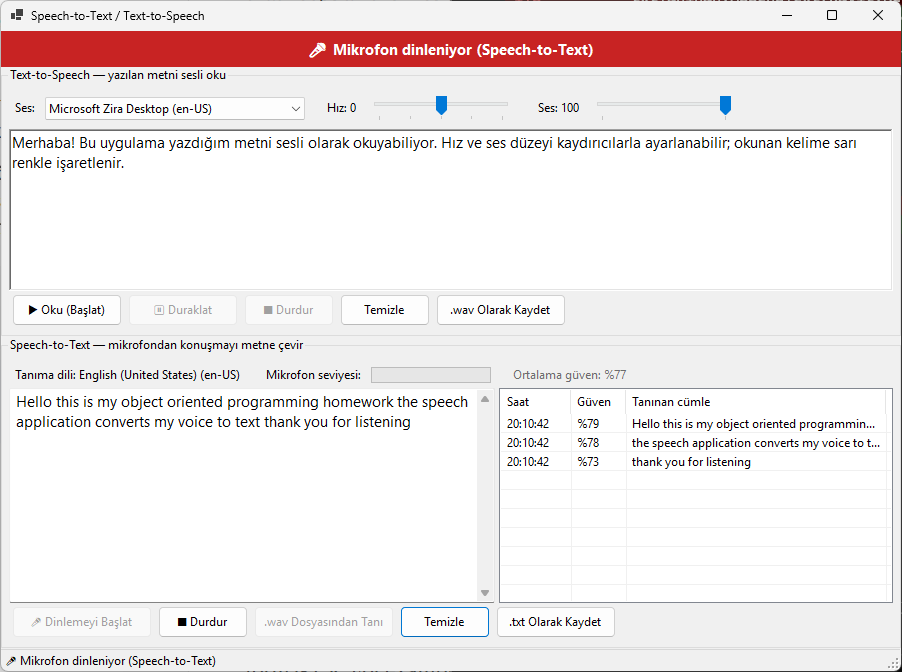 Speech-to-Text / Text-to-Speech
Mikrofon dinleniyor (Speech-to-Text)
Text-to-Speech — yazılan metni sesli oku
Ses: Microsoft Zira Desktop (en-US) Hız: 0 Ses: 100
Merhaba! Bu uygulama yazdığım metni sesli olarak okuyabiliyor. Hız ve ses düzeyi kaydırıcılarla ayarlanabilir; okunan kelime sarı
renkle işaretlenir.
Oku (Başlat) Duraklat Durdur Temizle .wav Olarak Kaydet
Speech-to-Text — mikrofondan konuşmayı metne çevir
Tanıma dili: English (United States) (en-US) Mikrofon seviyesi: Ortalama güven: %77
Hello this is my object oriented programming homework the speech
application converts my voice to text thank you for listening
Saat Güven Tanınan cümle
20:10:42 %79 Hello this is my object oriented programmin...
20:10:42 %78 the speech application converts my voice to t...
20:10:42 %73 thank you for listening
Dinlemeyi Başlat Durdur .wav Dosyasından Tanı Temizle .txt Olarak Kaydet
Mikrofon dinleniyor (Speech-to-Text)